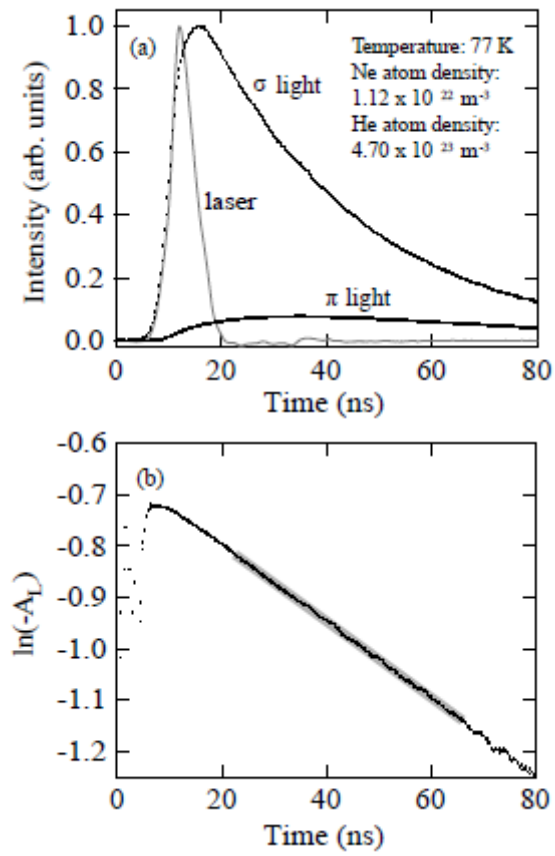 (a)
Temperature: 77 K
Ne atom density:
1.12 x 10 ²² m⁻³
He atom density:
4.70 x 10 ²³ m⁻³
σ light
laser
π light
Intensity (arb. units)
1.0
0.8
0.6
0.4
0.2
0.0
0 20 40 60 80
Time (ns)
(b)
ln(-A_L)
-0.6
-0.7
-0.8
-0.9
-1.0
-1.1
-1.2
0 20 40 60 80
Time (ns)